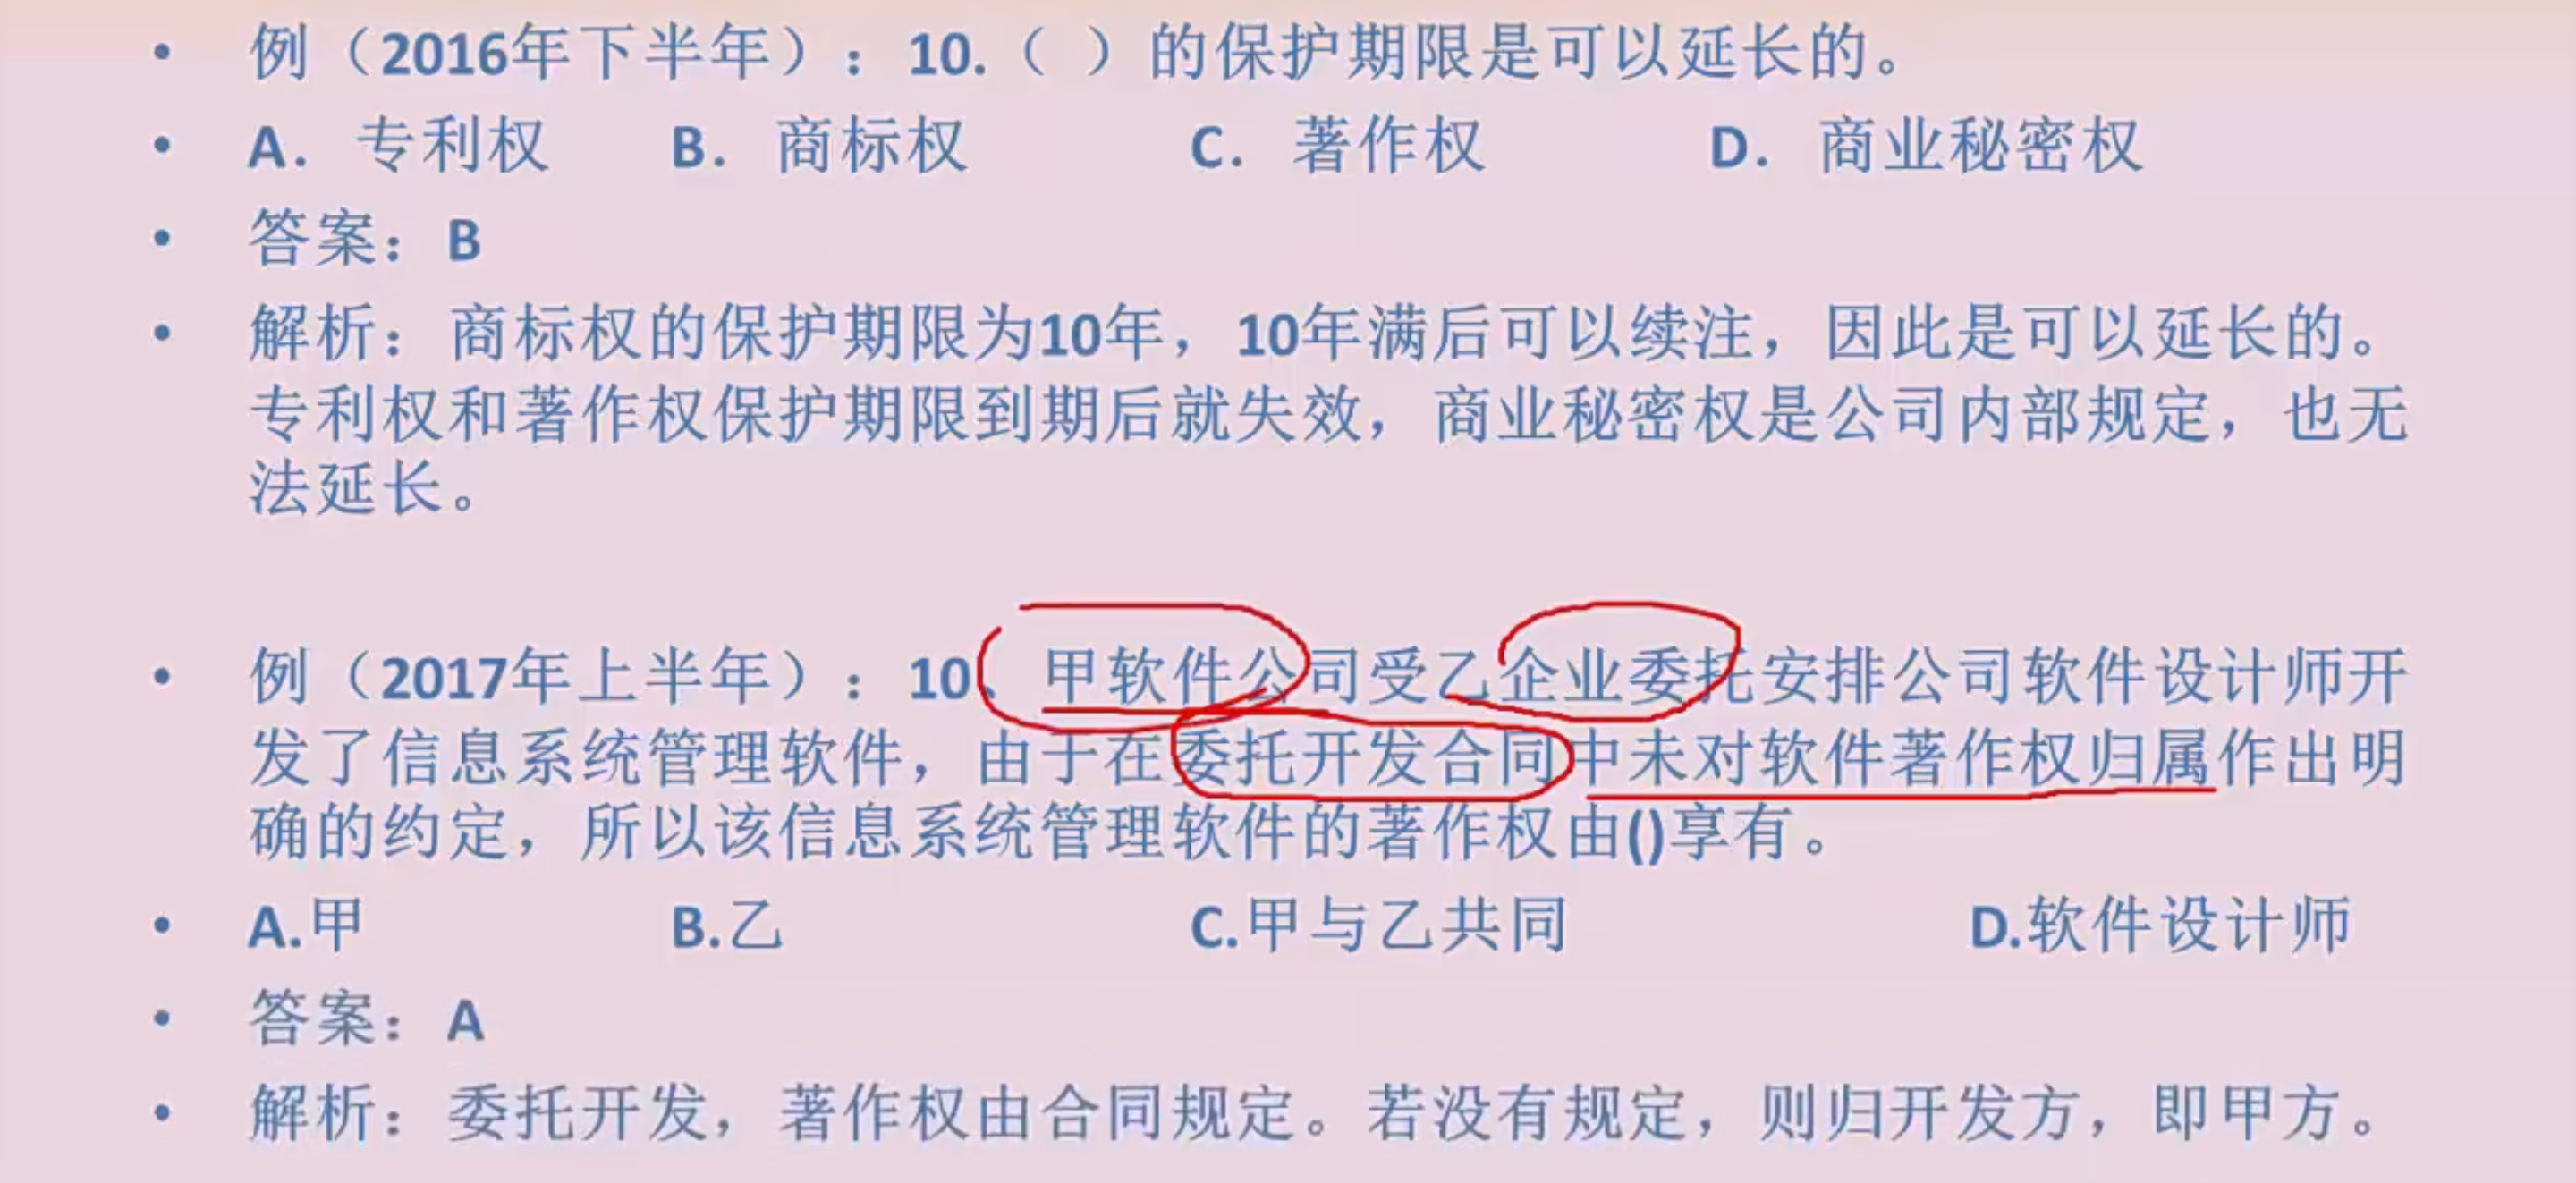 • 例（2016年下半年）：10.（ ）的保护期限是可以延长的。
• A. 专利权 B. 商标权 C. 著作权 D. 商业秘密权
• 答案：B
• 解析：商标权的保护期限为10年，10年满后可以续注，因此是可以延长的。
专利权和著作权保护期限到期后就失效，商业秘密权是公司内部规定，也无
法延长。
• 例（2017年上半年）：10、甲软件公司受乙企业委托安排公司软件设计师开
发了信息系统管理软件，由于在委托开发合同中未对软件著作权归属作出明
确的约定，所以该信息系统管理软件的著作权由()享有。
• A.甲 B.乙 C.甲与乙共同 D.软件设计师
• 答案：A
• 解析：委托开发，著作权由合同规定。若没有规定，则归开发方，即甲方。